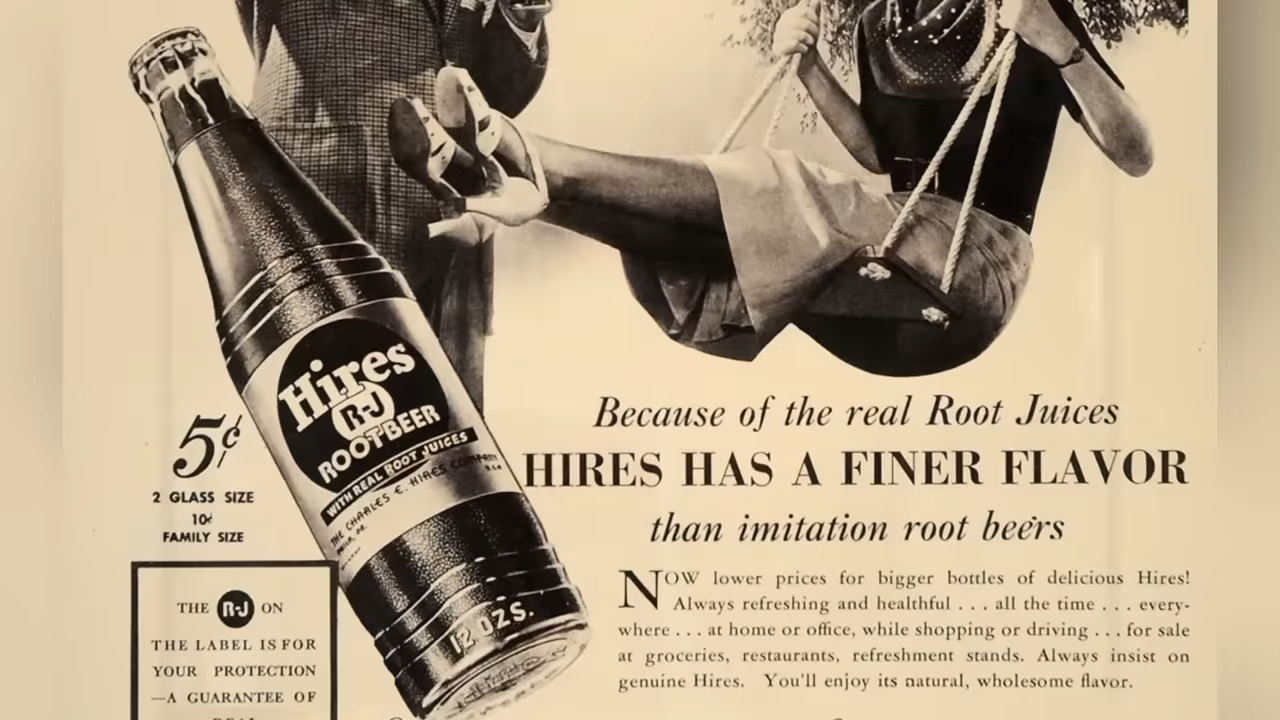 Hires
R-J
ROOTBEER
WITH REAL ROOT JUICES
THE CHARLES E. HIRES COMPANY
PHILA. PA.
U.S.A.
12 OZS.
5¢
2 GLASS SIZE
10¢
FAMILY SIZE
THE R-J ON
THE LABEL IS FOR
YOUR PROTECTION
—A GUARANTEE OF
REAL
Because of the real Root Juices
HIRES HAS A FINER FLAVOR
than imitation root beers
NOW lower prices for bigger bottles of delicious Hires!
Always refreshing and healthful . . . all the time . . . every-
where . . . at home or office, while shopping or driving . . . for sale
at groceries, restaurants, refreshment stands. Always insist on
genuine Hires. You'll enjoy its natural, wholesome flavor.